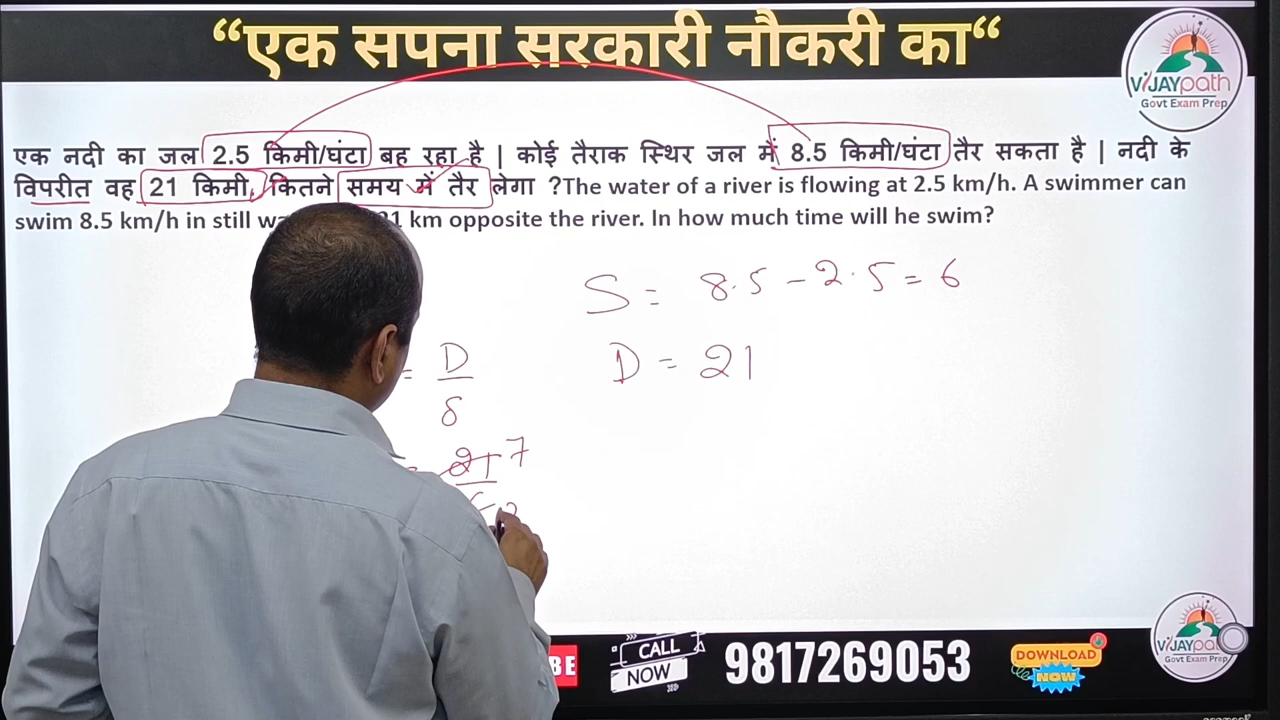 “एक सपना सरकारी नौकरी का“
VIJAYpath
Govt Exam Prep
एक नदी का जल 2.5 किमी/घंटा बह रहा है | कोई तैराक स्थिर जल में 8.5 किमी/घंटा तैर सकता है | नदी के
विपरीत वह 21 किमी, कितने समय में तैर लेगा ?The water of a river is flowing at 2.5 km/h. A swimmer can
swim 8.5 km/h in still km opposite the river. In how much time will he swim?
S = 8.5 - 2.5 = 6
D = 21
= D
S
21 7
6
CALL
NOW
9817269053
DOWNLOAD
NOW
VIJAYpath
Govt Exam Prep